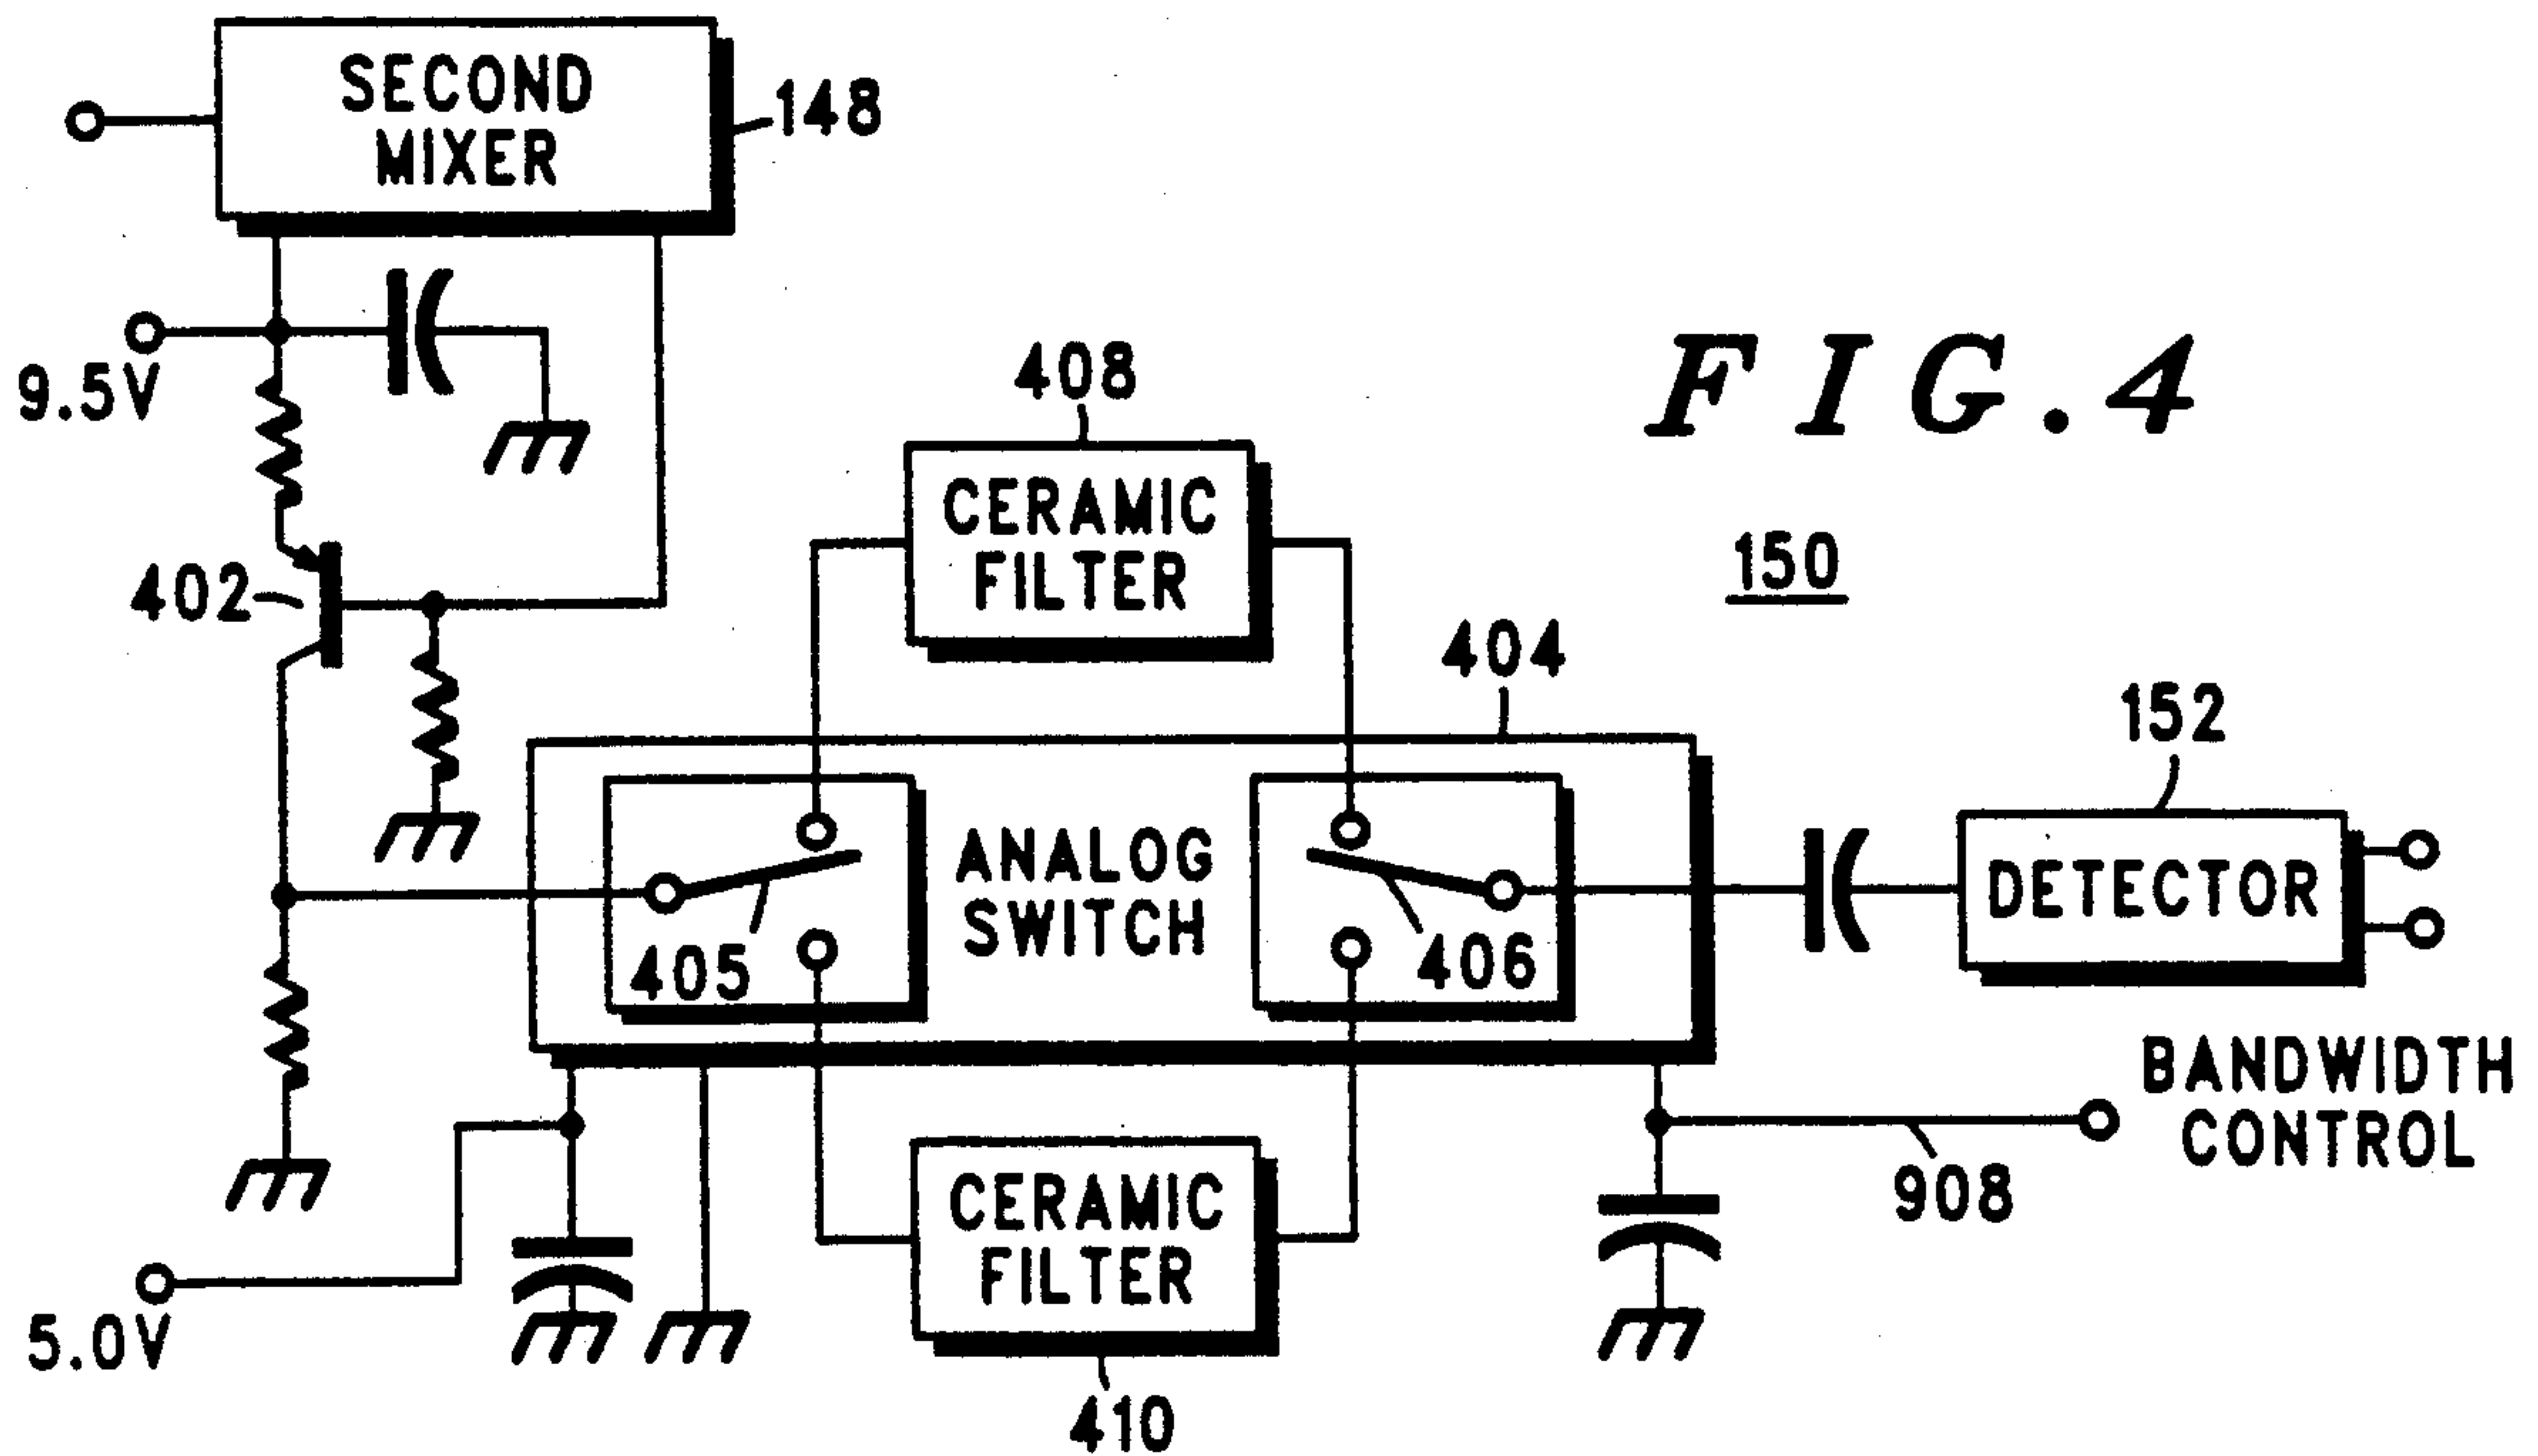 SECOND
MIXER
148
9.5V
408
FIG.4
CERAMIC
FILTER
150
402
404
152
ANALOG
SWITCH
DETECTOR
405
406
BANDWIDTH
CONTROL
908
CERAMIC
FILTER
5.0V
410